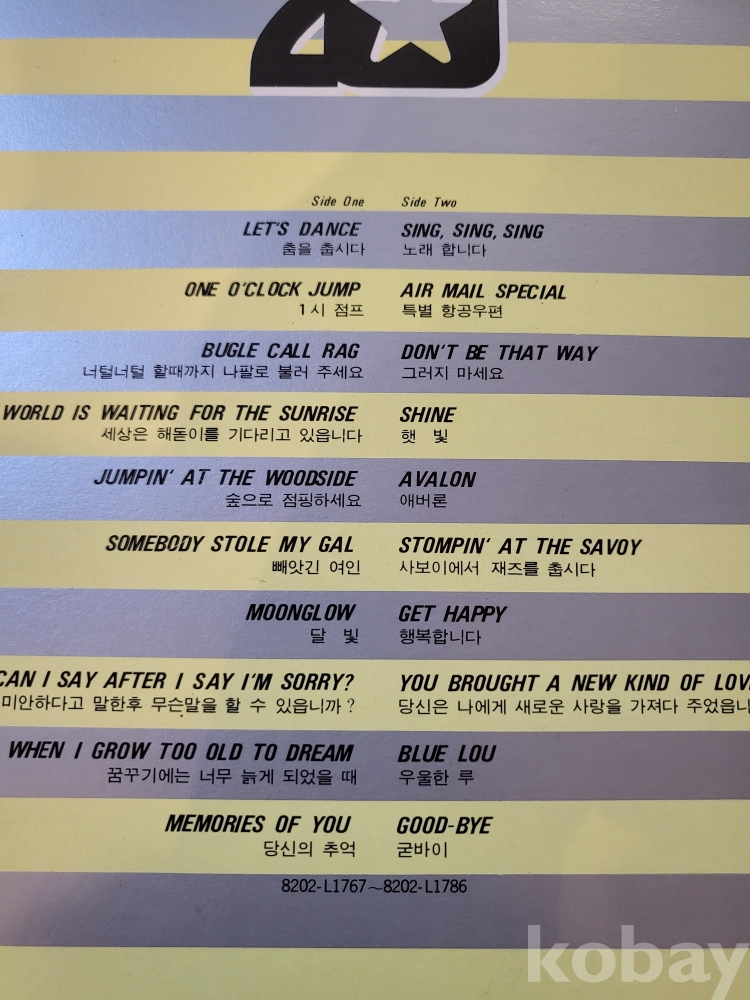 20
Side One
LET'S DANCE
춤을 춥시다
ONE O'CLOCK JUMP
1시 점프
BUGLE CALL RAG
너털너털 할때까지 나팔로 불러 주세요
WORLD IS WAITING FOR THE SUNRISE
세상은 해돋이를 기다리고 있읍니다
JUMPIN' AT THE WOODSIDE
숲으로 점핑하세요
SOMEBODY STOLE MY GAL
빼앗긴 여인
MOONGLOW
달 빛
CAN I SAY AFTER I SAY I'M SORRY?
미안하다고 말한후 무슨말을 할 수 있읍니까?
WHEN I GROW TOO OLD TO DREAM
꿈꾸기에는 너무 늙게 되었을 때
MEMORIES OF YOU
당신의 추억
Side Two
SING, SING, SING
노래 합니다
AIR MAIL SPECIAL
특별 항공우편
DON'T BE THAT WAY
그러지 마세요
SHINE
햇 빛
AVALON
애버론
STOMPIN' AT THE SAVOY
사보이에서 재즈를 춥시다
GET HAPPY
행복합니다
YOU BROUGHT A NEW KIND OF LOV
당신은 나에게 새로운 사랑을 가져다 주었읍니
BLUE LOU
우울한 루
GOOD-BYE
굳바이
8202-L1767~8202-L1786
kobay